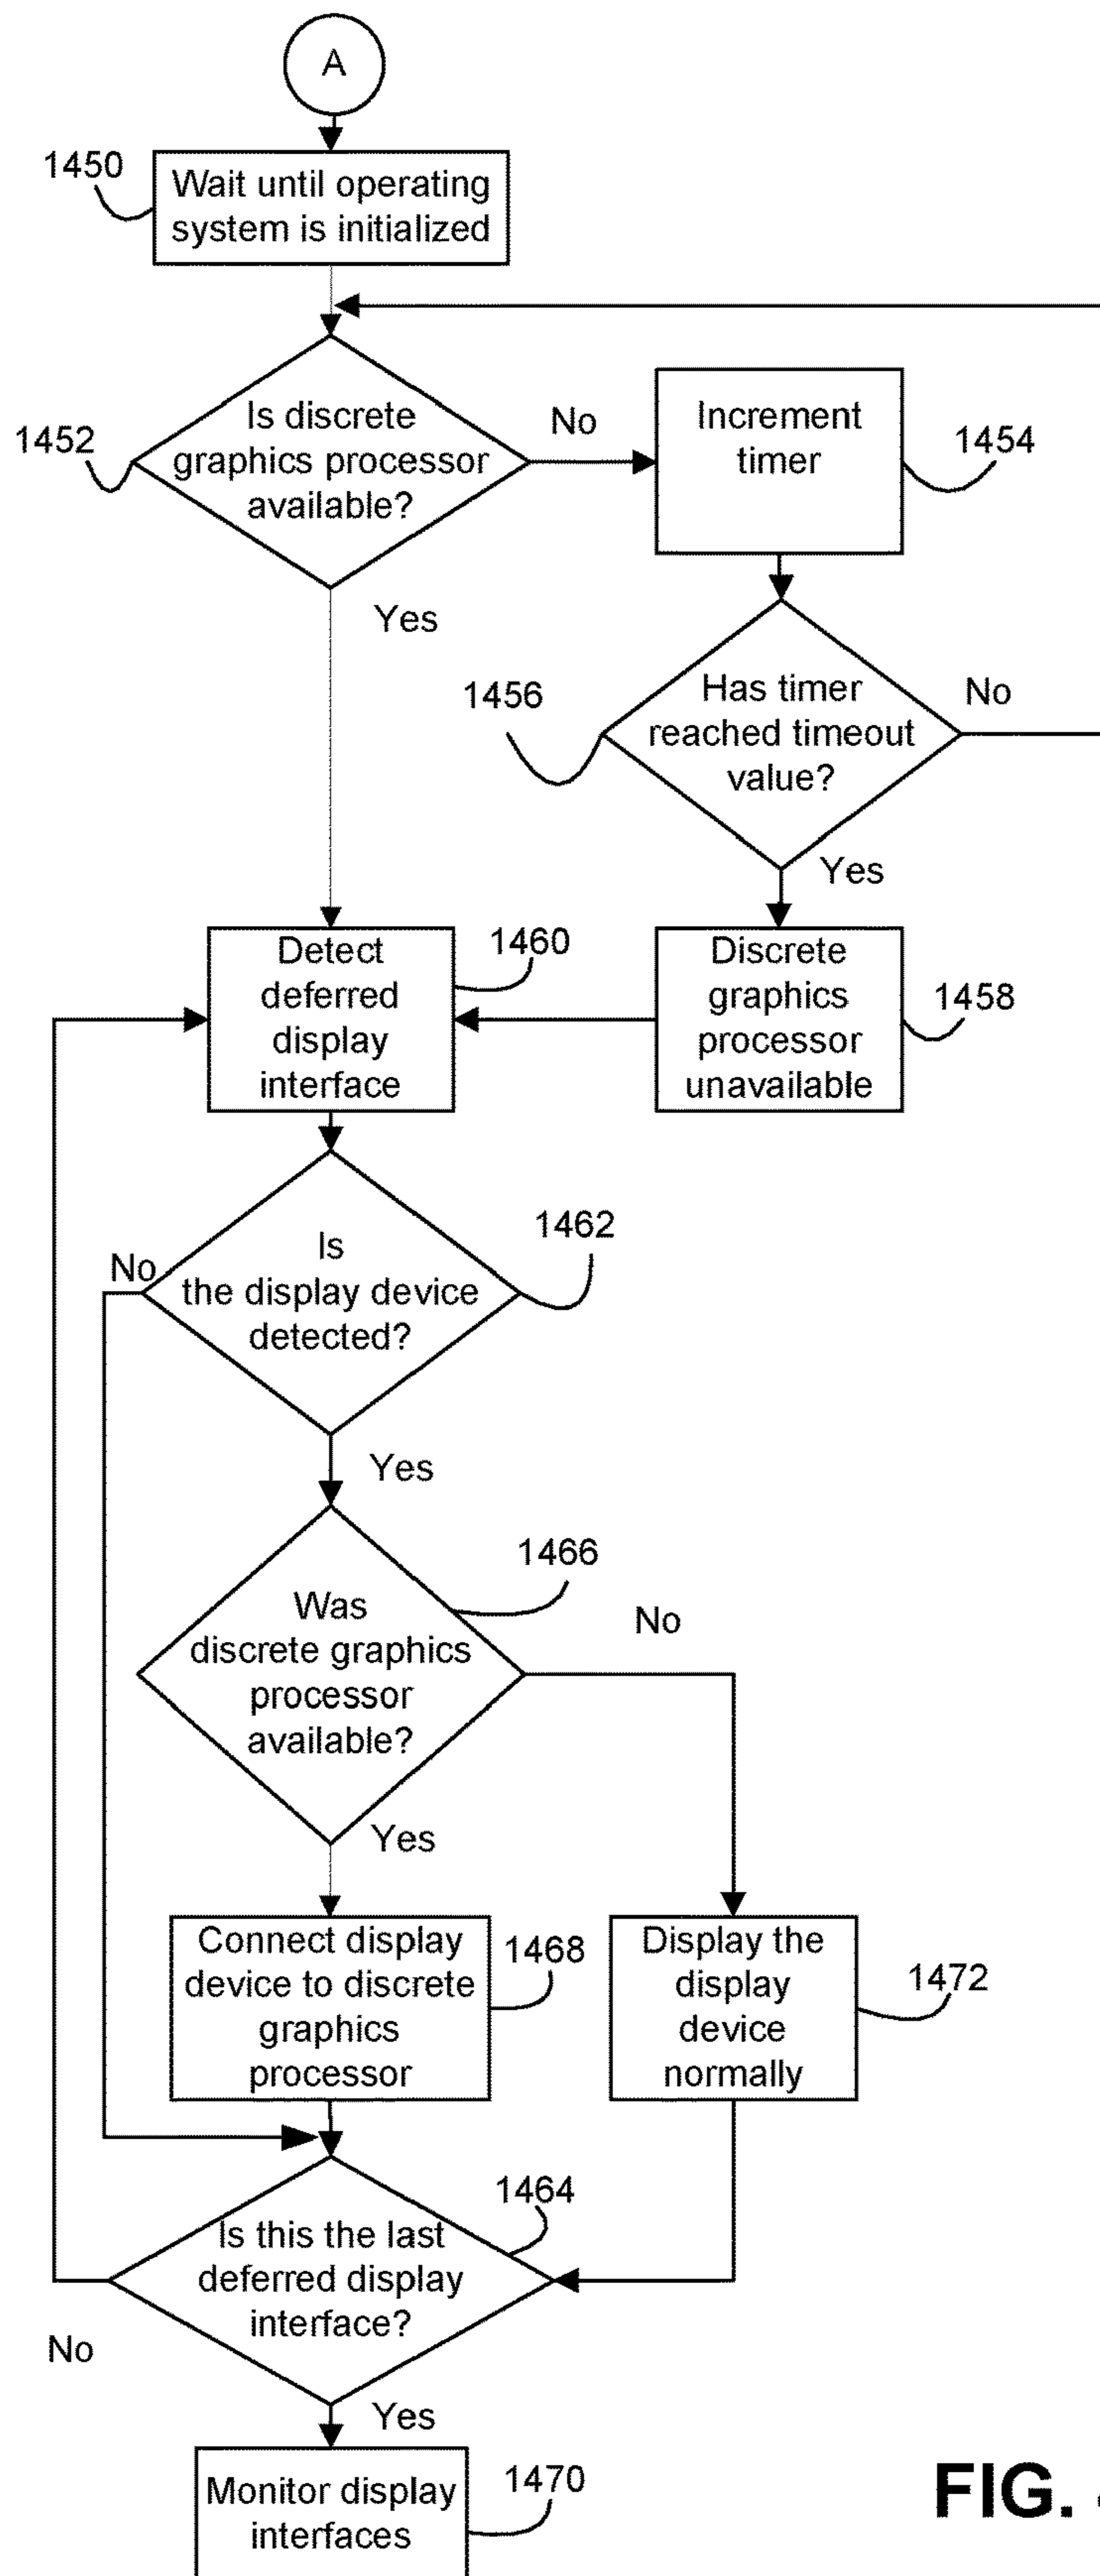 A
1450
Wait until operating
system is initialized
1452
Is discrete
graphics processor
available?
No
Increment
timer
1454
Yes
1456
Has timer
reached timeout
value?
No
Yes
Detect
deferred
display
interface
1460
Discrete
graphics
processor
unavailable
1458
No
Is
the display device
detected?
1462
Yes
1466
Was
discrete graphics
processor
available?
No
Yes
Connect display
device to discrete
graphics
processor
1468
Display the
display
device
normally
1472
1464
Is this the last
deferred display
interface?
No
Yes
Monitor display
interfaces
1470
FIG.